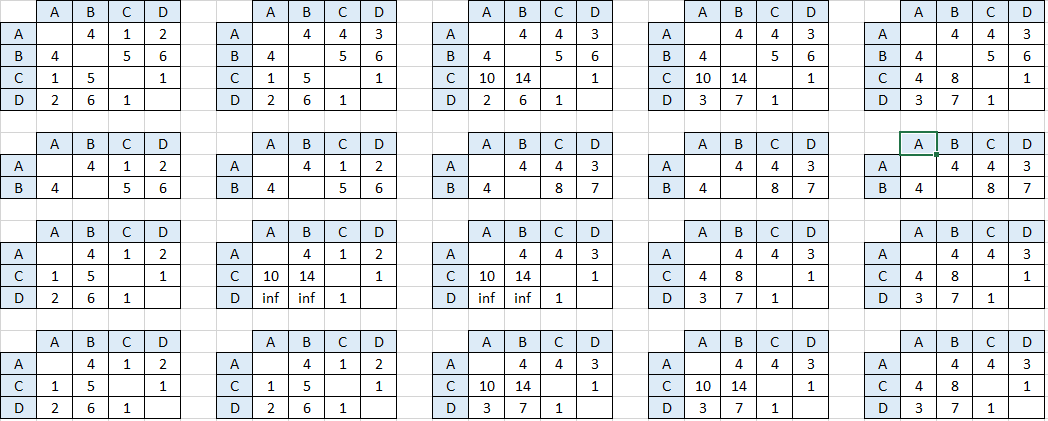 A B C D A B C D A B C D A B C D A B C D
A 4 1 2 A 4 4 3 A 4 4 3 A 4 4 3 A 4 4 3
B 4 5 6 B 4 5 6 B 4 5 6 B 4 5 6 B 4 5 6
C 1 5 1 C 1 5 1 C 10 14 1 C 10 14 1 C 4 8 1
D 2 6 1 D 2 6 1 D 2 6 1 D 3 7 1 D 3 7 1
A B C D A B C D A B C D A B C D A B C D
A 4 1 2 A 4 1 2 A 4 4 3 A 4 4 3 A 4 4 3
B 4 5 6 B 4 5 6 B 4 8 7 B 4 8 7 B 4 8 7
A B C D A B C D A B C D A B C D A B C D
A 4 1 2 A 4 1 2 A 4 4 3 A 4 4 3 A 4 4 3
C 1 5 1 C 10 14 1 C 10 14 1 C 4 8 1 C 4 8 1
D 2 6 1 D inf inf 1 D inf inf 1 D 3 7 1 D 3 7 1
A B C D A B C D A B C D A B C D A B C D
A 4 1 2 A 4 1 2 A 4 4 3 A 4 4 3 A 4 4 3
C 1 5 1 C 1 5 1 C 10 14 1 C 10 14 1 C 4 8 1
D 2 6 1 D 2 6 1 D 3 7 1 D 3 7 1 D 3 7 1